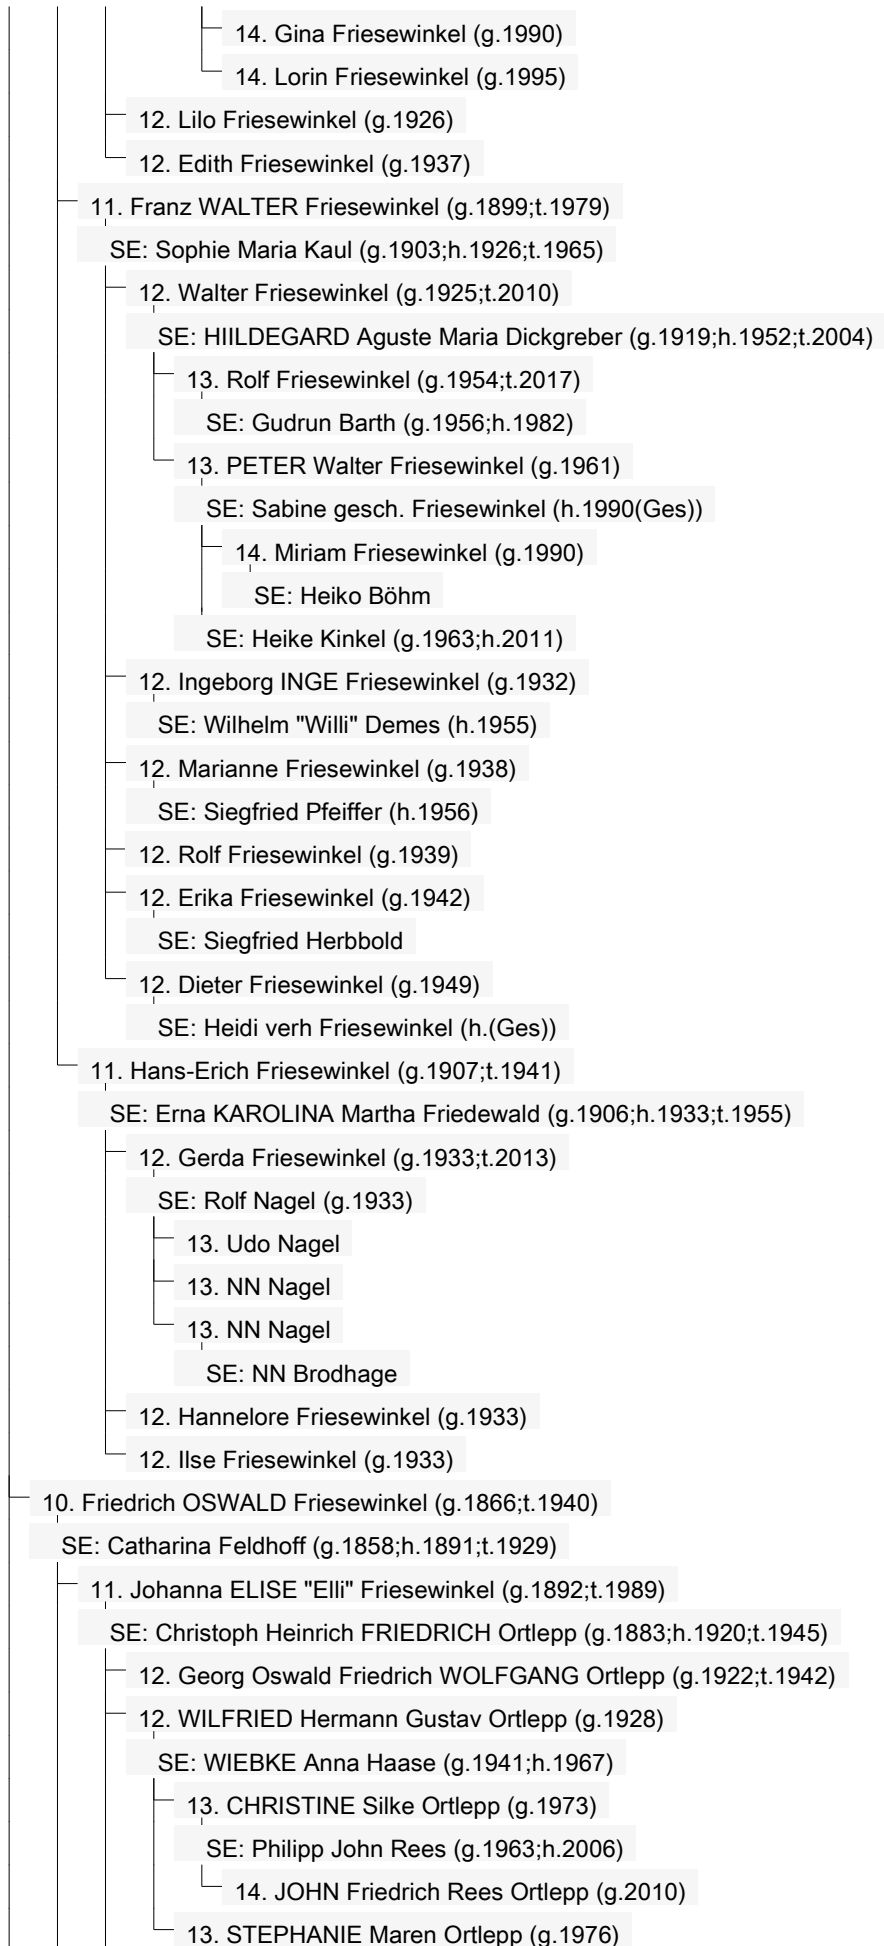 14. Gina Friesewinkel (g.1990)
14. Lorin Friesewinkel (g.1995)
12. Lilo Friesewinkel (g.1926)
12. Edith Friesewinkel (g.1937)
11. Franz WALTER Friesewinkel (g.1899;t.1979)
SE: Sophie Maria Kaul (g.1903;h.1926;t.1965)
12. Walter Friesewinkel (g.1925;t.2010)
SE: HIILDEGARD Aguste Maria Dickgreber (g.1919;h.1952;t.2004)
13. Rolf Friesewinkel (g.1954;t.2017)
SE: Gudrun Barth (g.1956;h.1982)
13. PETER Walter Friesewinkel (g.1961)
SE: Sabine gesch. Friesewinkel (h.1990(Ges))
14. Miriam Friesewinkel (g.1990)
SE: Heiko Böhm
SE: Heike Kinkel (g.1963;h.2011)
12. Ingeborg INGE Friesewinkel (g.1932)
SE: Wilhelm "Willi" Demes (h.1955)
12. Marianne Friesewinkel (g.1938)
SE: Siegfried Pfeiffer (h.1956)
12. Rolf Friesewinkel (g.1939)
12. Erika Friesewinkel (g.1942)
SE: Siegfried Herbbold
12. Dieter Friesewinkel (g.1949)
SE: Heidi verh Friesewinkel (h.(Ges))
11. Hans-Erich Friesewinkel (g.1907;t.1941)
SE: Erna KAROLINA Martha Friedewald (g.1906;h.1933;t.1955)
12. Gerda Friesewinkel (g.1933;t.2013)
SE: Rolf Nagel (g.1933)
13. Udo Nagel
13. NN Nagel
13. NN Nagel
SE: NN Brodhage
12. Hannelore Friesewinkel (g.1933)
12. Ilse Friesewinkel (g.1933)
10. Friedrich OSWALD Friesewinkel (g.1866;t.1940)
SE: Catharina Feldhoff (g.1858;h.1891;t.1929)
11. Johanna ELISE "Elli" Friesewinkel (g.1892;t.1989)
SE: Christoph Heinrich FRIEDRICH Ortlepp (g.1883;h.1920;t.1945)
12. Georg Oswald Friedrich WOLFGANG Ortlepp (g.1922;t.1942)
12. WILFRIED Hermann Gustav Ortlepp (g.1928)
SE: WIEBKE Anna Haase (g.1941;h.1967)
13. CHRISTINE Silke Ortlepp (g.1973)
SE: Philipp John Rees (g.1963;h.2006)
14. JOHN Friedrich Rees Ortlepp (g.2010)
13. STEPHANIE Maren Ortlepp (g.1976)